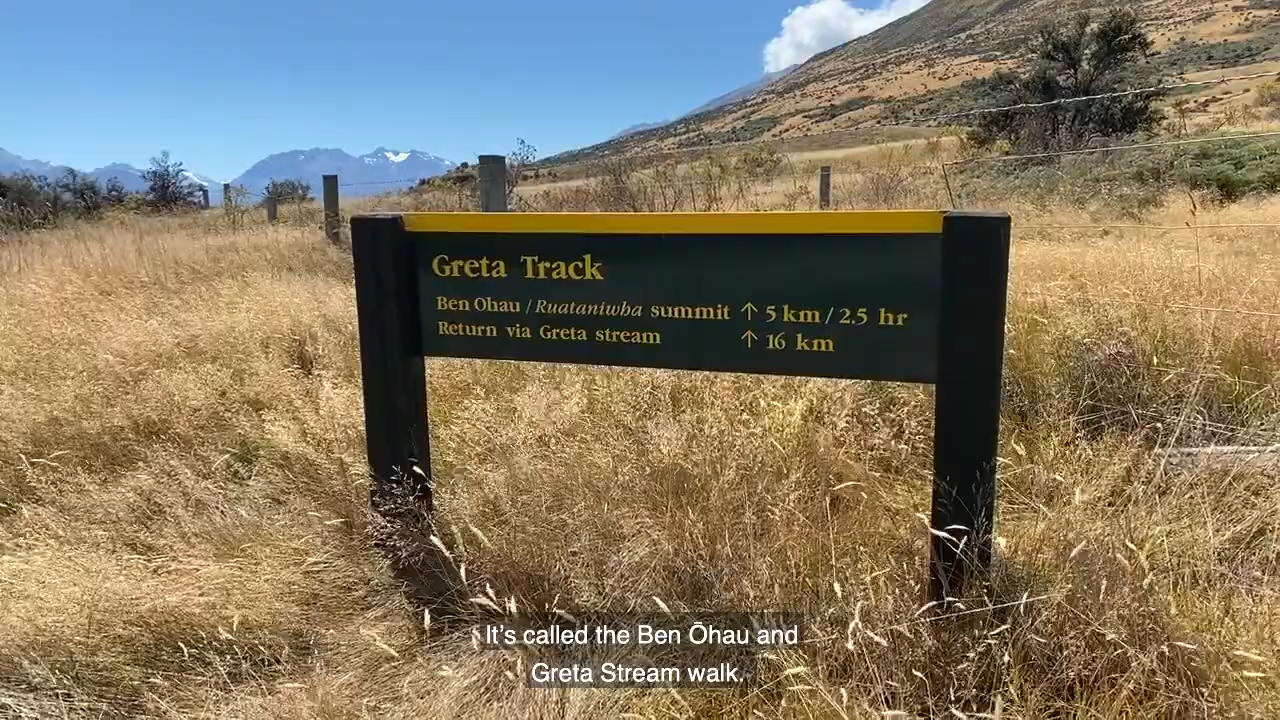 Greta Track
Ben Ohau / Ruataniwha summit ↑ 5 km / 2.5 hr
Return via Greta stream ↑ 16 km
It's called the Ben Ōhau and
Greta Stream walk.